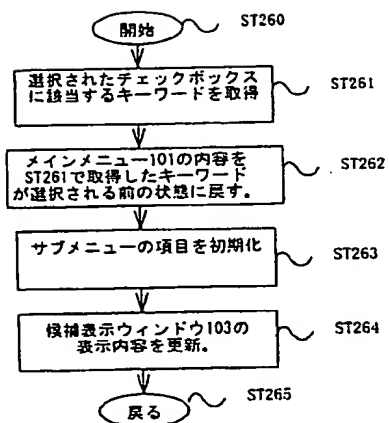 開始
ST260
選択されたチェックボックス
に該当するキーワードを取得
ST261
メインメニュー101の内容を
ST261で取得したキーワード
が選択される前の状態に戻す。
ST262
サブメニューの項目を初期化
ST263
候補表示ウィンドウ103の
表示内容を更新。
ST264
戻る
ST265